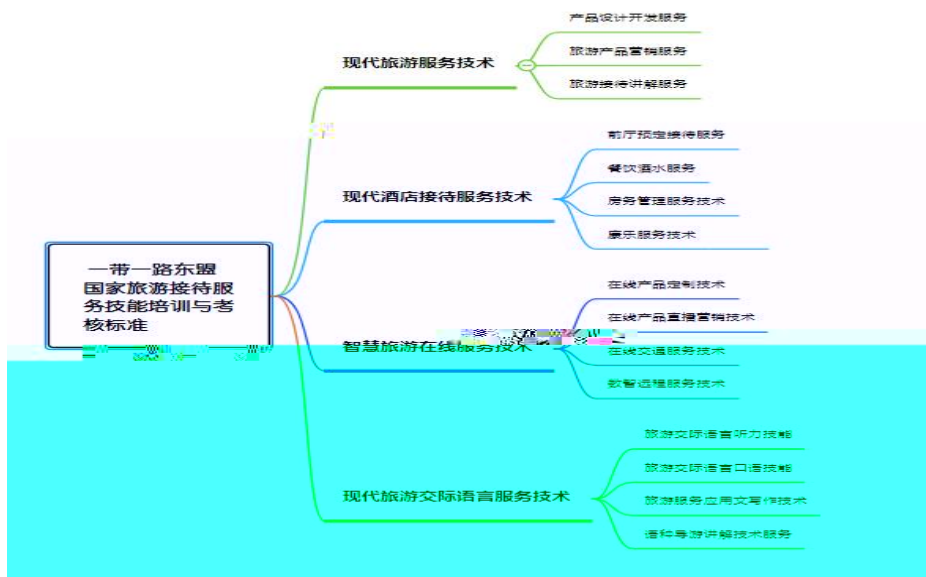 产品设计开发服务
现代旅游服务技术
旅游产品营销服务
旅游接待讲解服务
前厅预定接待服务
餐饮酒水服务
现代酒店接待服务技术
房务管理服务技术
康乐服务技术
一带一路东盟
国家旅游接待服
务技能培训与考
核标准
在线产品定制技术
在线产品直播营销技术
智慧旅游在线服务技术
在线交通服务技术
数智远程服务技术
旅游交际语言听力技能
旅游交际语言口语技能
现代旅游交际语言服务技术
旅游服务应用文写作技术
语种导游讲解技术服务